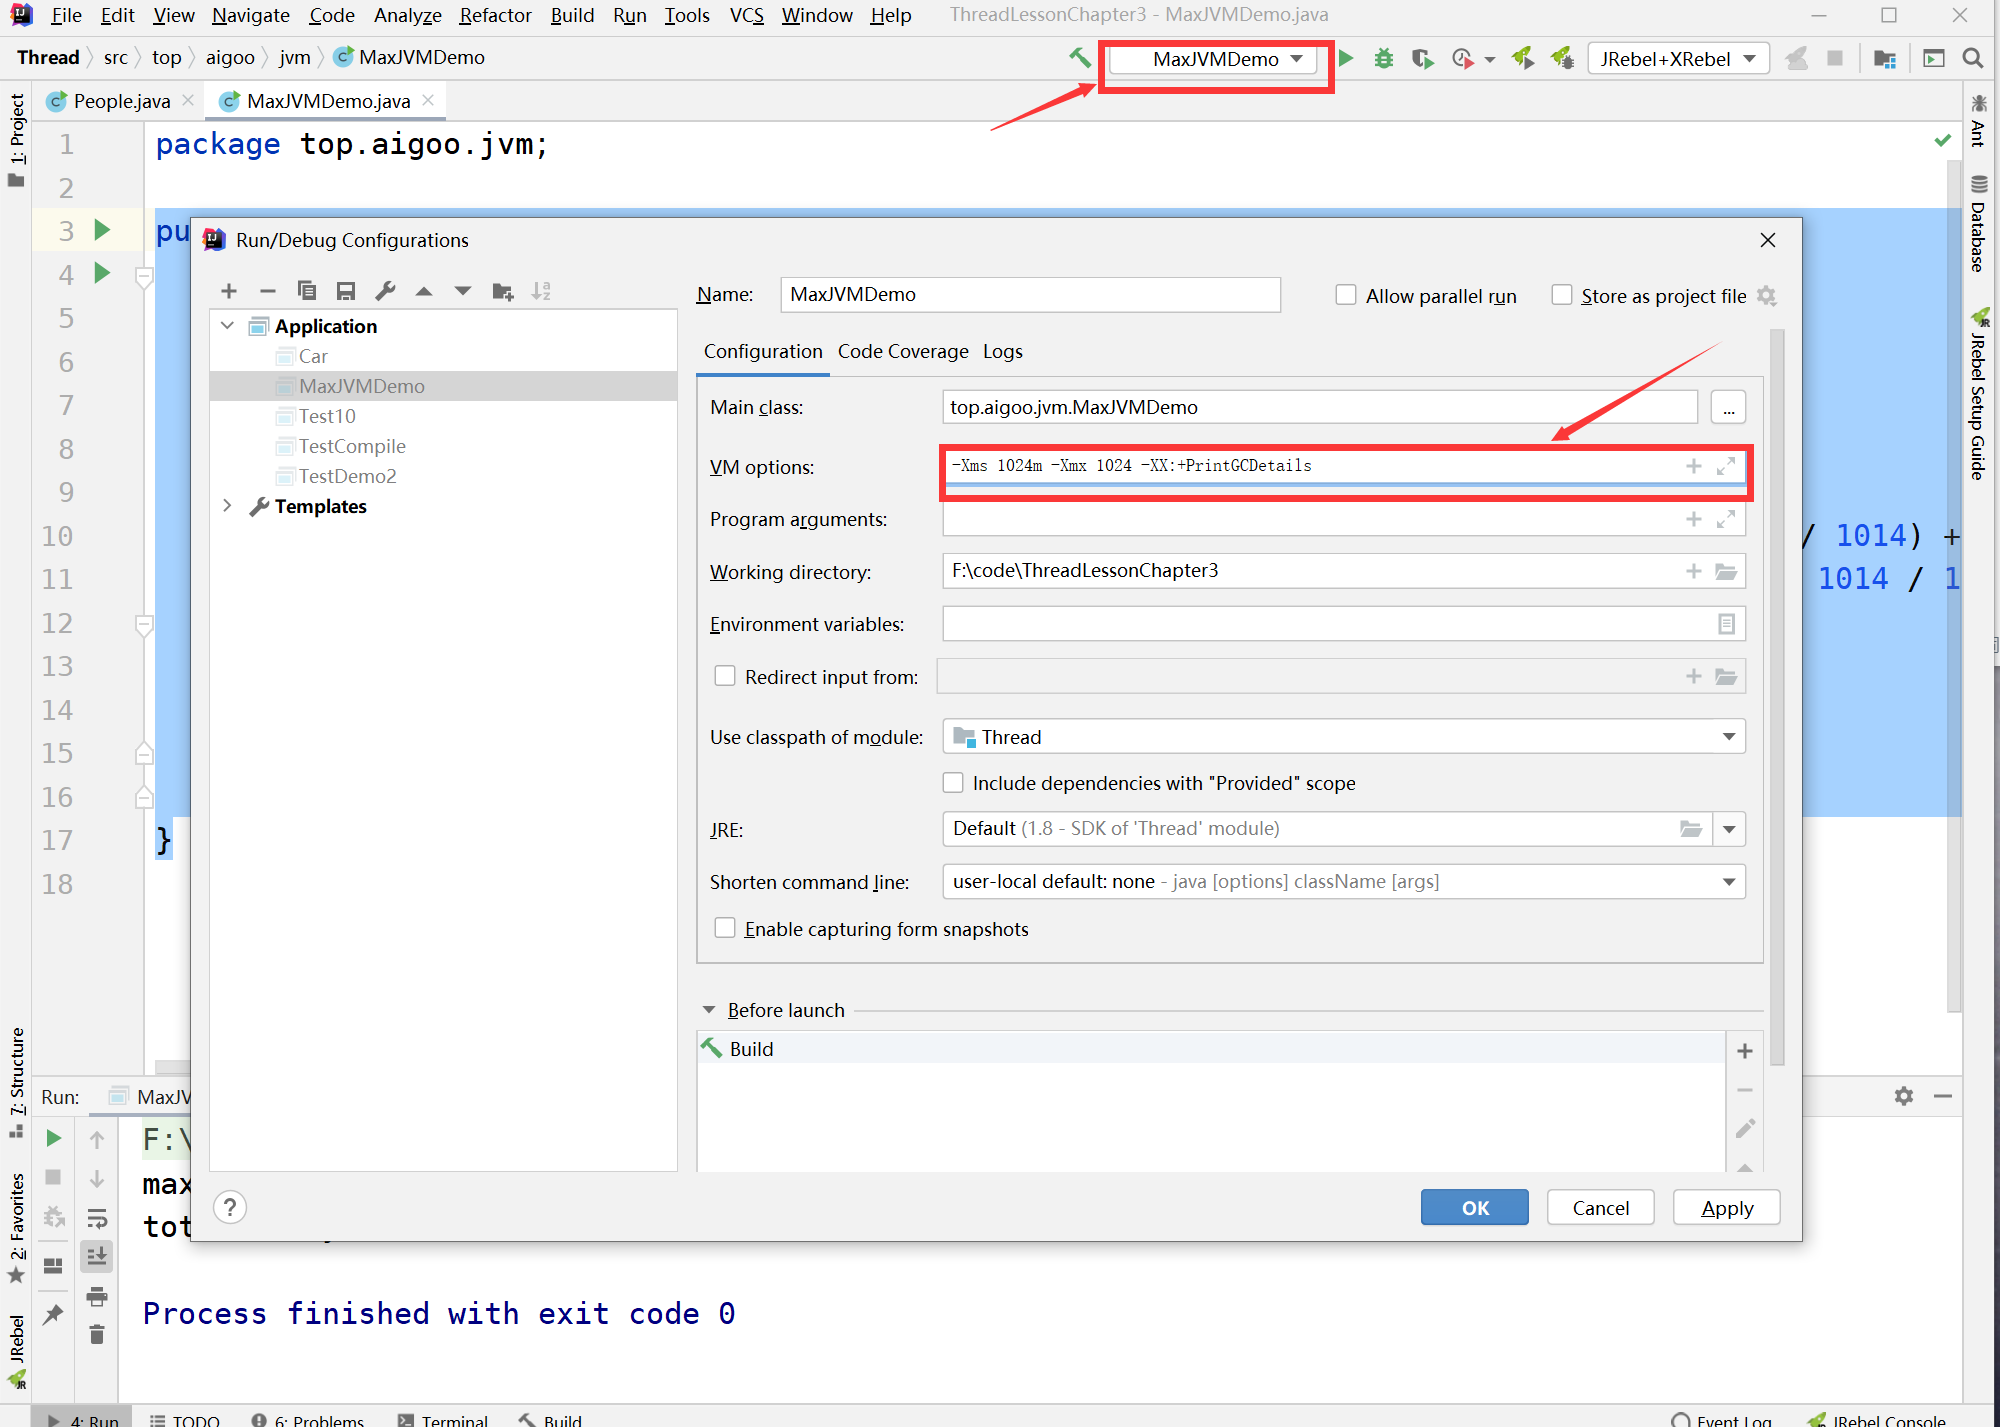 File Edit View Navigate Code Analyze Refactor Build Run Tools VCS Window Help ThreadLessonChapter3 - MaxJVMDemo.java
Thread src top aigoo jvm MaxJVMDemo MaxJVMDemo JRebel+XRebel
People.java MaxJVMDemo.java
1: Project
7: Structure
2: Favorites
JRebel
Ant
Database
JRebel Setup Guide
1 package top.aigoo.jvm;
2
3 pu
4
5
6
7
8
9
10 / 1014) +
11 1014 / 1
12
13
14
15
16
17 }
18
Run/Debug Configurations
Application
Car
MaxJVMDemo
Test10
TestCompile
TestDemo2
Templates
Name: MaxJVMDemo Allow parallel run Store as project file
Configuration Code Coverage Logs
Main class: top.aigoo.jvm.MaxJVMDemo ...
VM options: -Xms 1024m -Xmx 1024 -XX:+PrintGCDetails
Program arguments:
Working directory: F:\code\ThreadLessonChapter3
Environment variables:
Redirect input from:
Use classpath of module: Thread
Include dependencies with "Provided" scope
JRE: Default (1.8 - SDK of 'Thread' module)
Shorten command line: user-local default: none - java [options] className [args]
Enable capturing form snapshots
Before launch
Build
? OK Cancel Apply
Run: MaxJV
F:\
max
tot
Process finished with exit code 0
4: Run TODO 6: Problems Terminal Build Event Log JRebel Console